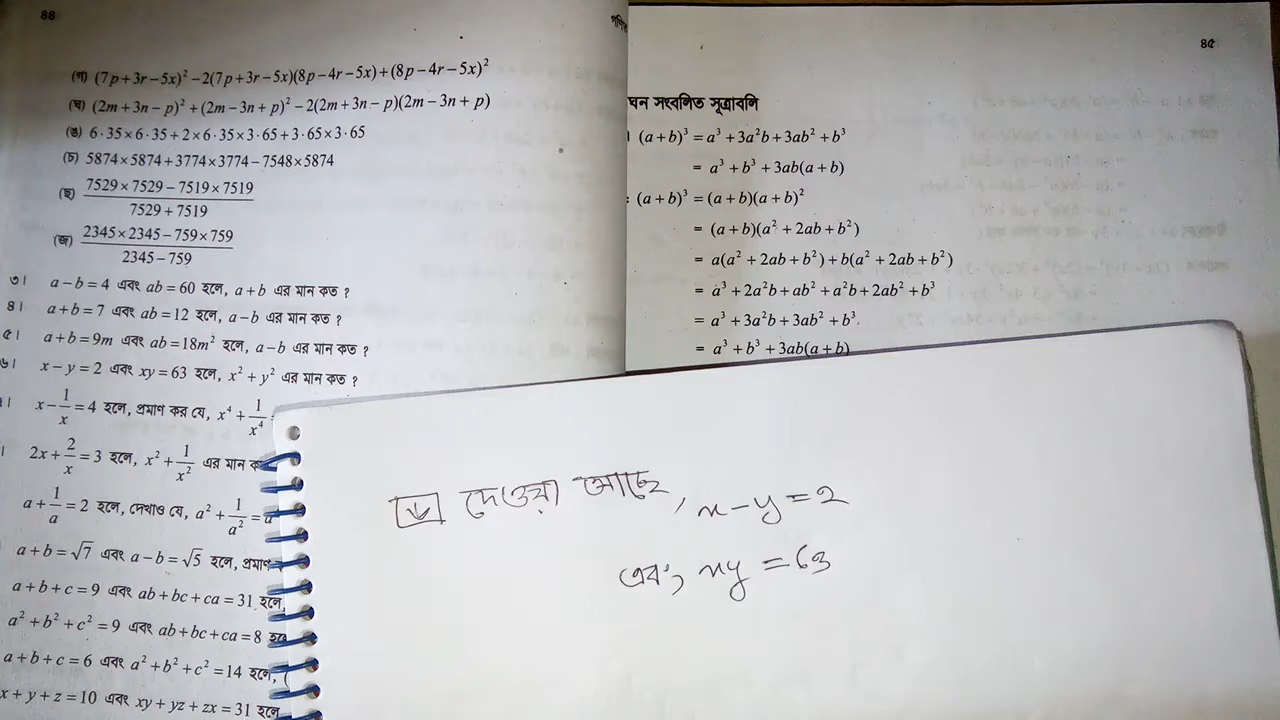 ৪৪
(গ) (7p+3r−5x)² −2(7p+3r−5x)(8p−4r−5x)+(8p−4r−5x)²
(ঘ) (2m+3n−p)² +(2m−3n+p)² −2(2m+3n−p)(2m−3n+p)
(ঙ) 6·35×6·35+2×6·35×3·65+3·65×3·65
(চ) 5874×5874+3774×3774−7548×5874
(ছ) (7529×7529−7519×7519)/(7529+7519)
(জ) (2345×2345−759×759)/(2345−759)
৩। a−b=4 এবং ab=60 হলে, a+b এর মান কত ?
৪। a+b=7 এবং ab=12 হলে, a−b এর মান কত ?
৫। a+b=9m এবং ab=18m² হলে, a−b এর মান কত ?
৬। x−y=2 এবং xy=63 হলে, x²+y² এর মান কত ?
। x−1/x=4 হলে, প্রমাণ কর যে, x⁴+1/x⁴
। 2x+2/x=3 হলে, x²+1/x² এর মান
a+1/a=2 হলে, দেখাও যে, a²+1/a²=a
a+b=√7 এবং a−b=√5 হলে, প্রমাণ
a+b+c=9 এবং ab+bc+ca=31 হলে,
a²+b²+c²=9 এবং ab+bc+ca=8 হলে
a+b+c=6 এবং a²+b²+c²=14 হলে, (
x+y+z=10 এবং xy+yz+zx=31 হলে
৪৫
ঘন সংবলিত সূত্রাবলি
। (a+b)³ = a³+3a²b+3ab²+b³
= a³+b³+3ab(a+b)
: (a+b)³ = (a+b)(a+b)²
= (a+b)(a²+2ab+b²)
= a(a²+2ab+b²)+b(a²+2ab+b²)
= a³+2a²b+ab²+a²b+2ab²+b³
= a³+3a²b+3ab²+b³.
= a³+b³+3ab(a+b)
৬ দেওয়া আছে, x−y=2
এবং, xy=63